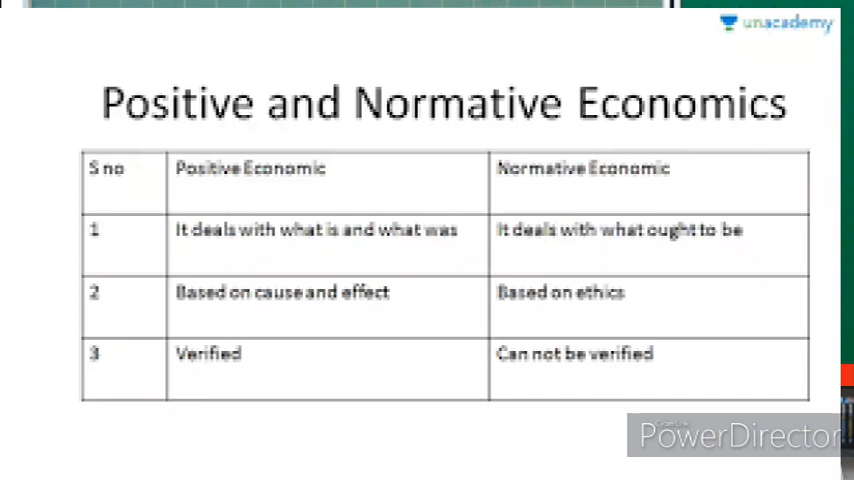 unacademy
Positive and Normative Economics
S no Positive Economic Normative Economic
1 It deals with what is and what was It deals with what ought to be
2 Based on cause and effect Based on ethics
3 Verified Can not be verified
CyberLink
PowerDirector